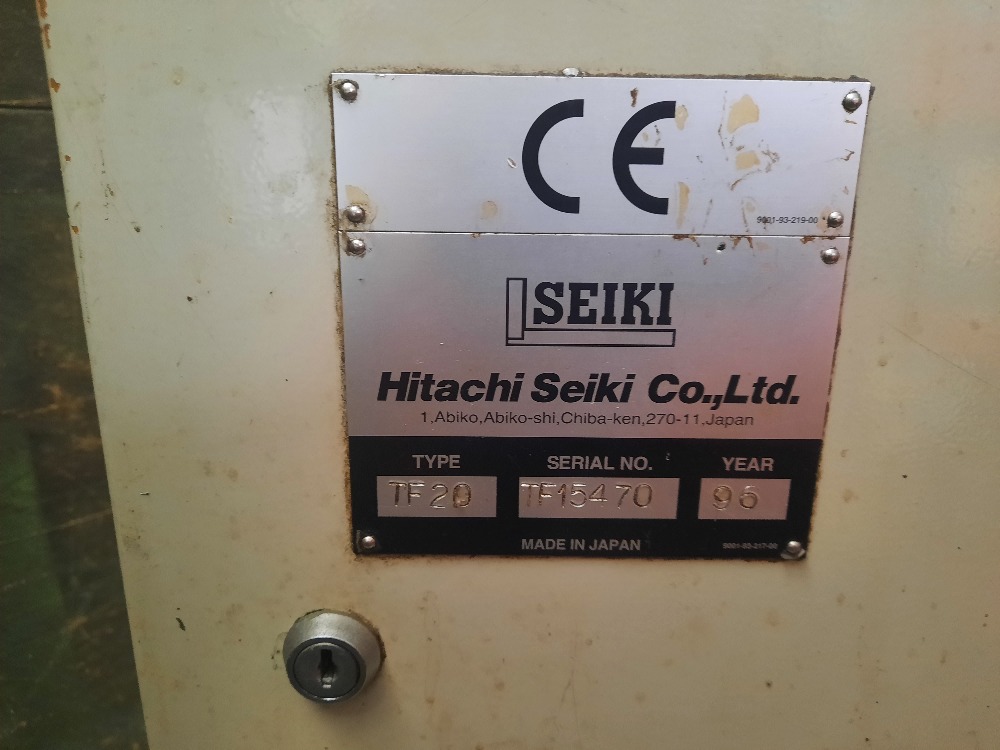 CE
9001-93-219-00
SEIKI
Hitachi Seiki Co.,Ltd.
1,Abiko,Abiko-shi,Chiba-ken,270-11,Japan
TYPE SERIAL NO. YEAR
TF20 TF15470 96
MADE IN JAPAN 9001-93-217-00